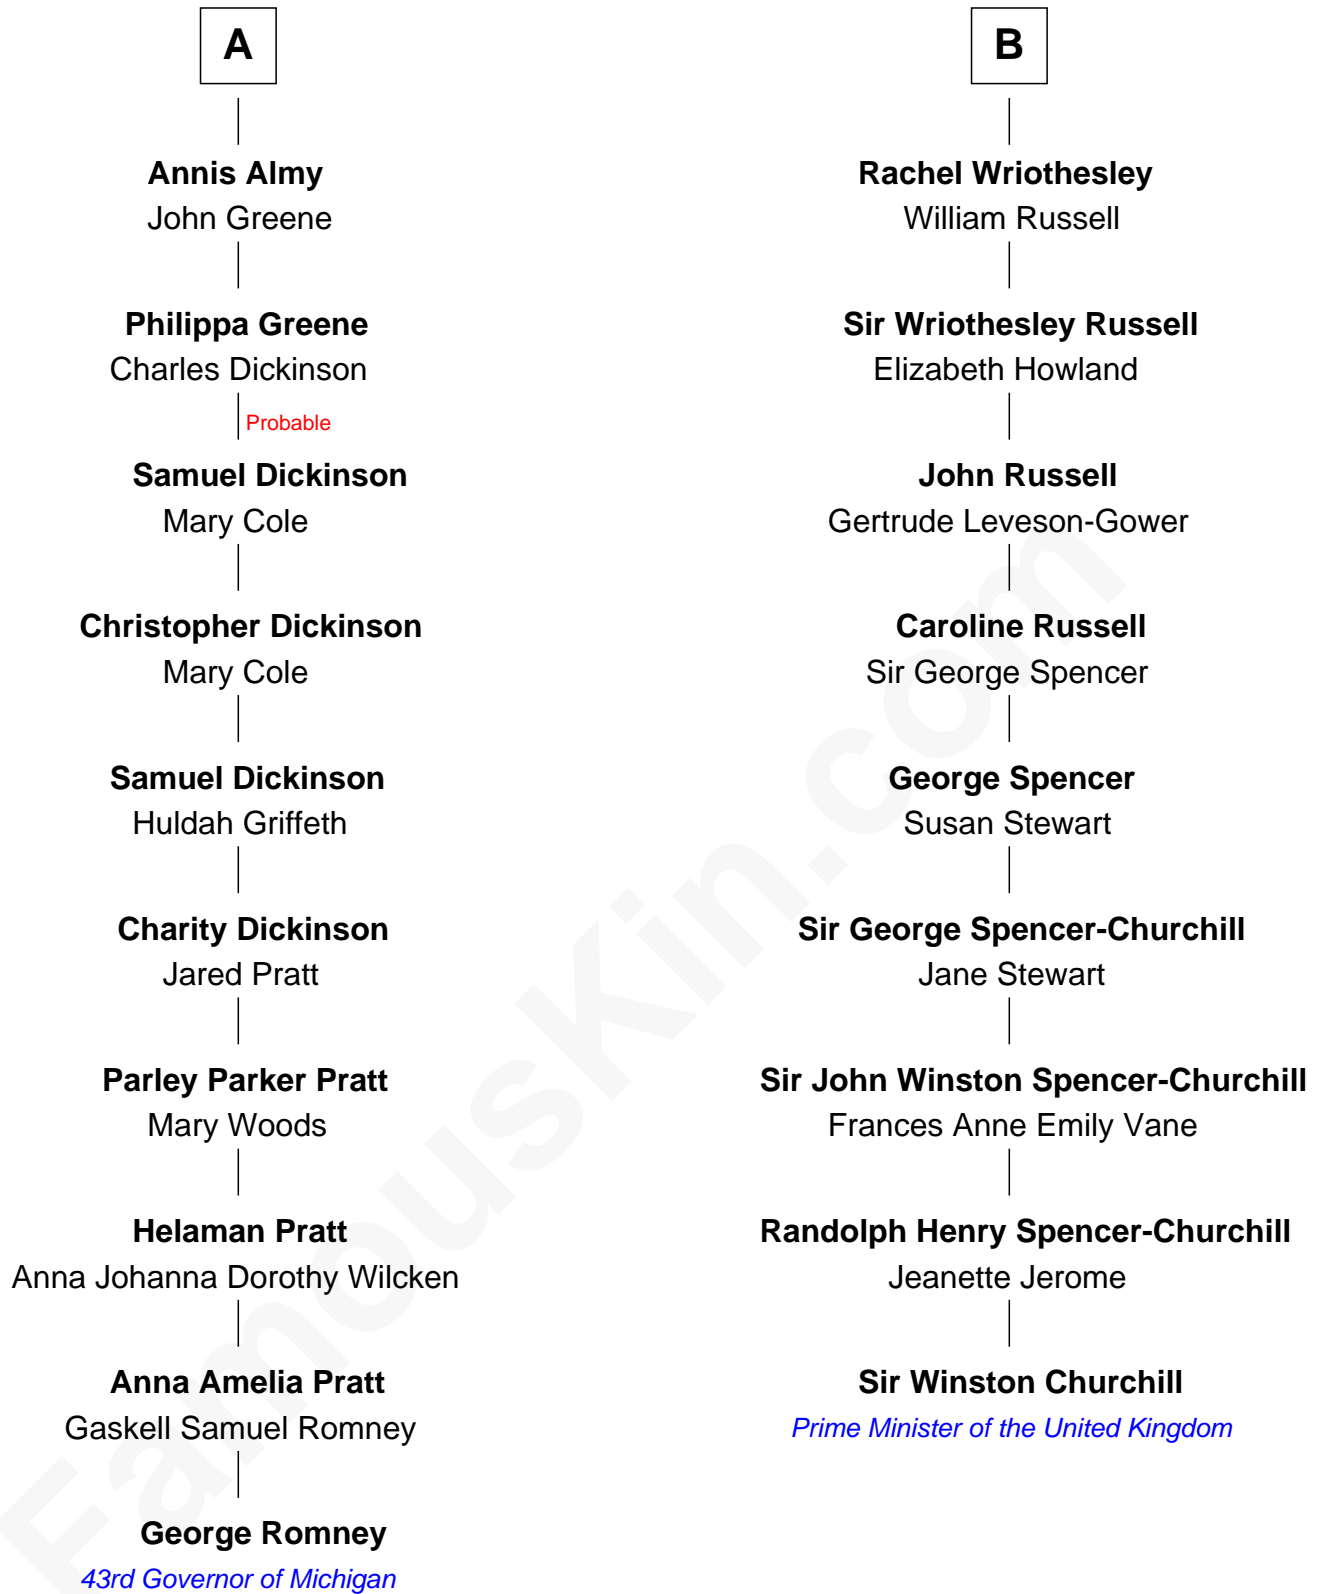 A
Annis Almy
John Greene
Philippa Greene
Charles Dickinson
Probable
Samuel Dickinson
Mary Cole
Christopher Dickinson
Mary Cole
Samuel Dickinson
Huldah Griffeth
Charity Dickinson
Jared Pratt
Parley Parker Pratt
Mary Woods
Helaman Pratt
Anna Johanna Dorothy Wilcken
Anna Amelia Pratt
Gaskell Samuel Romney
George Romney
43rd Governor of Michigan
B
Rachel Wriothesley
William Russell
Sir Wriothesley Russell
Elizabeth Howland
John Russell
Gertrude Leveson-Gower
Caroline Russell
Sir George Spencer
George Spencer
Susan Stewart
Sir George Spencer-Churchill
Jane Stewart
Sir John Winston Spencer-Churchill
Frances Anne Emily Vane
Randolph Henry Spencer-Churchill
Jeanette Jerome
Sir Winston Churchill
Prime Minister of the United Kingdom
FamousKin.com